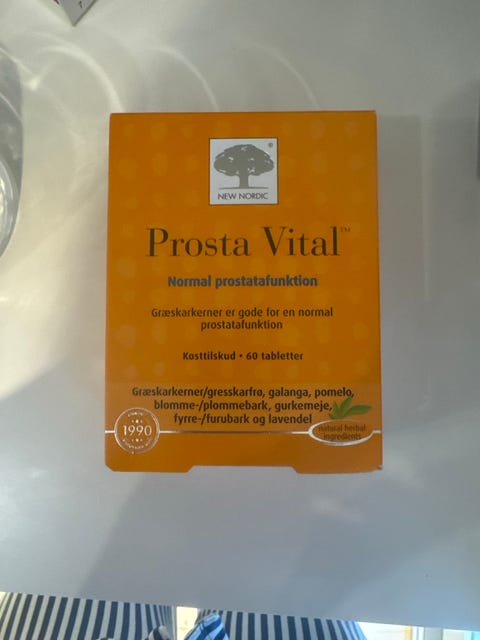 ®
NEW NORDIC
Prosta Vital™
Normal prostatafunktion
Græskarkerner er gode for en normal
prostatafunktion
Kosttilskud • 60 tabletter
Græskarkerner/gresskarfrø, galanga, pomelo,
blomme-/plommebark, gurkemeje,
fyrre-/furubark og lavendel
1990
natural herbal
ingredients